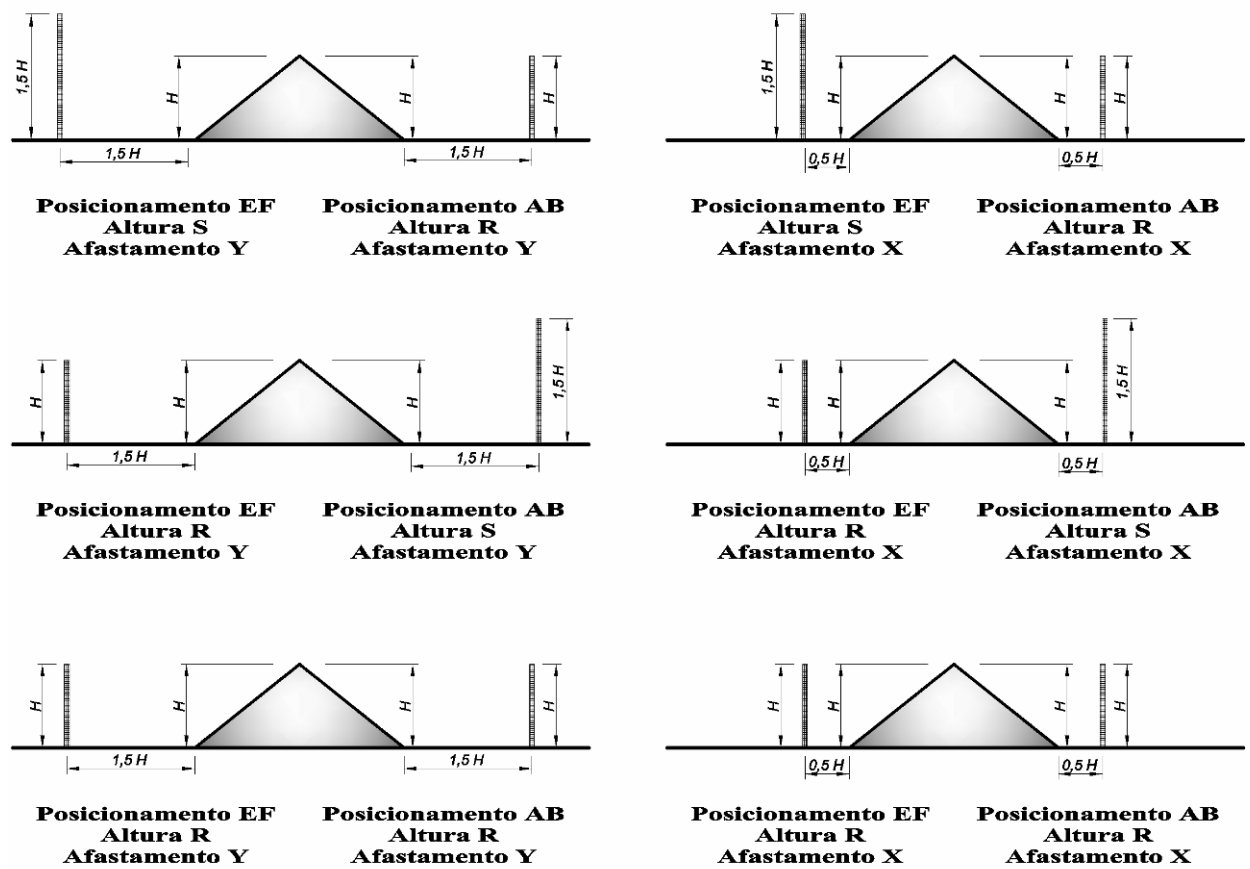 1,5 H
H
H
H
1,5 H
1,5 H
Posicionamento EF
Altura S
Afastamento Y
Posicionamento AB
Altura R
Afastamento Y
1,5 H
H
H
H
0,5 H
0,5 H
Posicionamento EF
Altura S
Afastamento X
Posicionamento AB
Altura R
Afastamento X
H
H
H
1,5 H
1,5 H
1,5 H
Posicionamento EF
Altura R
Afastamento Y
Posicionamento AB
Altura S
Afastamento Y
H
H
H
1,5 H
0,5 H
0,5 H
Posicionamento EF
Altura R
Afastamento X
Posicionamento AB
Altura S
Afastamento X
H
H
H
H
1,5 H
1,5 H
Posicionamento EF
Altura R
Afastamento Y
Posicionamento AB
Altura R
Afastamento Y
H
H
H
H
0,5 H
0,5 H
Posicionamento EF
Altura R
Afastamento X
Posicionamento AB
Altura R
Afastamento X